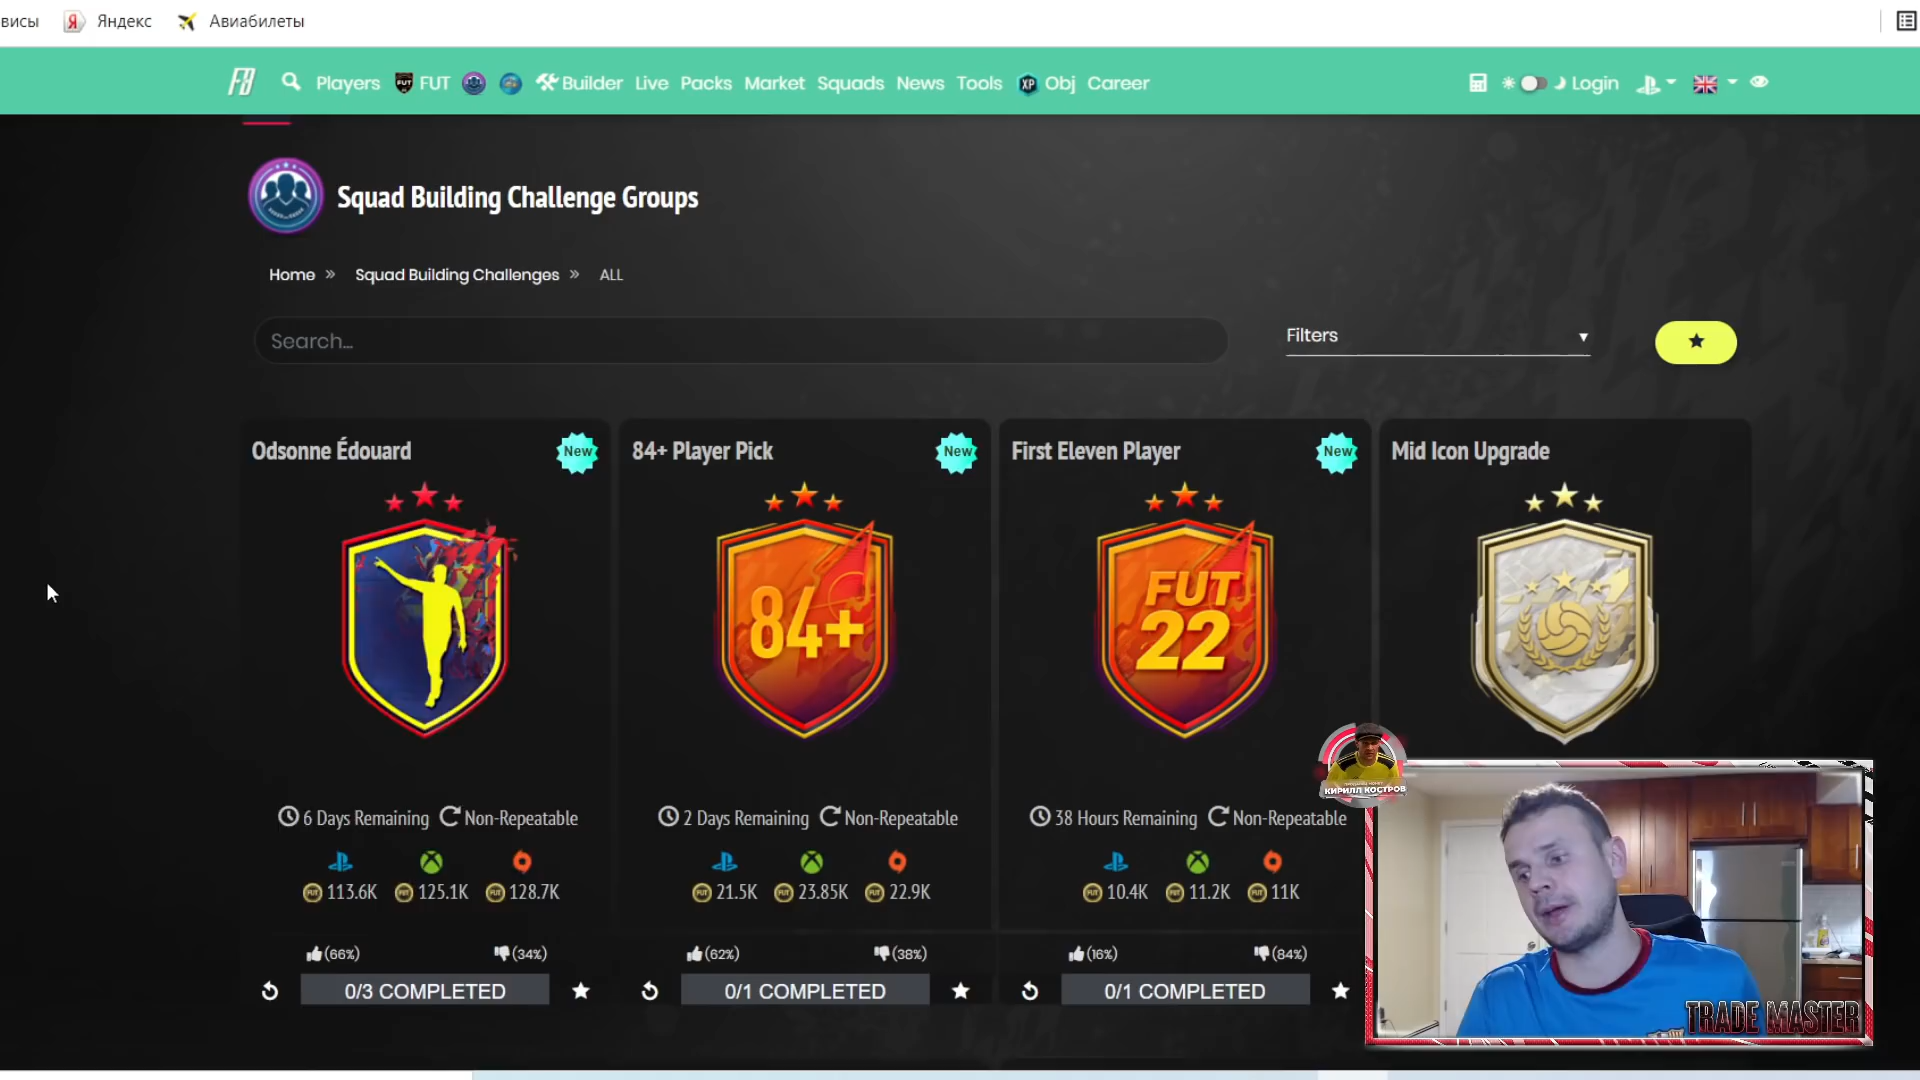 висы Яндекс Авиабилеты
Players FUT Builder Live Packs Market Squads News Tools XP Obj Career Login
Squad Building Challenge Groups
Home » Squad Building Challenges » ALL
Search...
Filters
Odsonne Édouard New
84+ Player Pick New
First Eleven Player New
Mid Icon Upgrade
84+
FUT
22
6 Days Remaining Non-Repeatable
2 Days Remaining Non-Repeatable
38 Hours Remaining Non-Repeatable
113.6K 125.1K 128.7K
21.5K 23.85K 22.9K
10.4K 11.2K 11K
(66%) (34%)
(62%) (38%)
(16%) (84%)
0/3 COMPLETED
0/1 COMPLETED
0/1 COMPLETED
КИРИЛЛ КОСТРОВ
TRADE MASTER